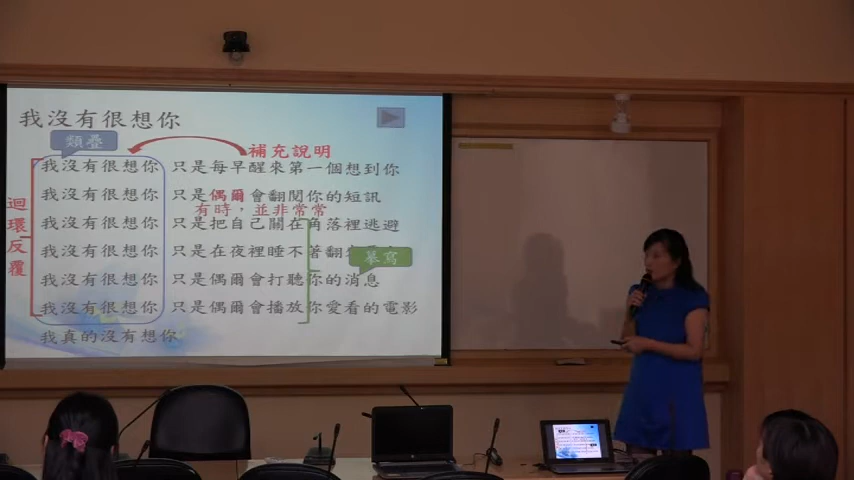 我沒有很想你
類疊
補充說明
我沒有很想你 只是每早醒來第一個想到你
我沒有很想你 只是偶爾會翻閱你的短訊
有時，並非常常
我沒有很想你 只是把自己關在角落裡逃避
我沒有很想你 只是在夜裡睡不著翻
摹寫
我沒有很想你 只是偶爾會打聽你的消息
我沒有很想你 只是偶爾會播放你愛看的電影
我真的沒有想你
迴環反覆